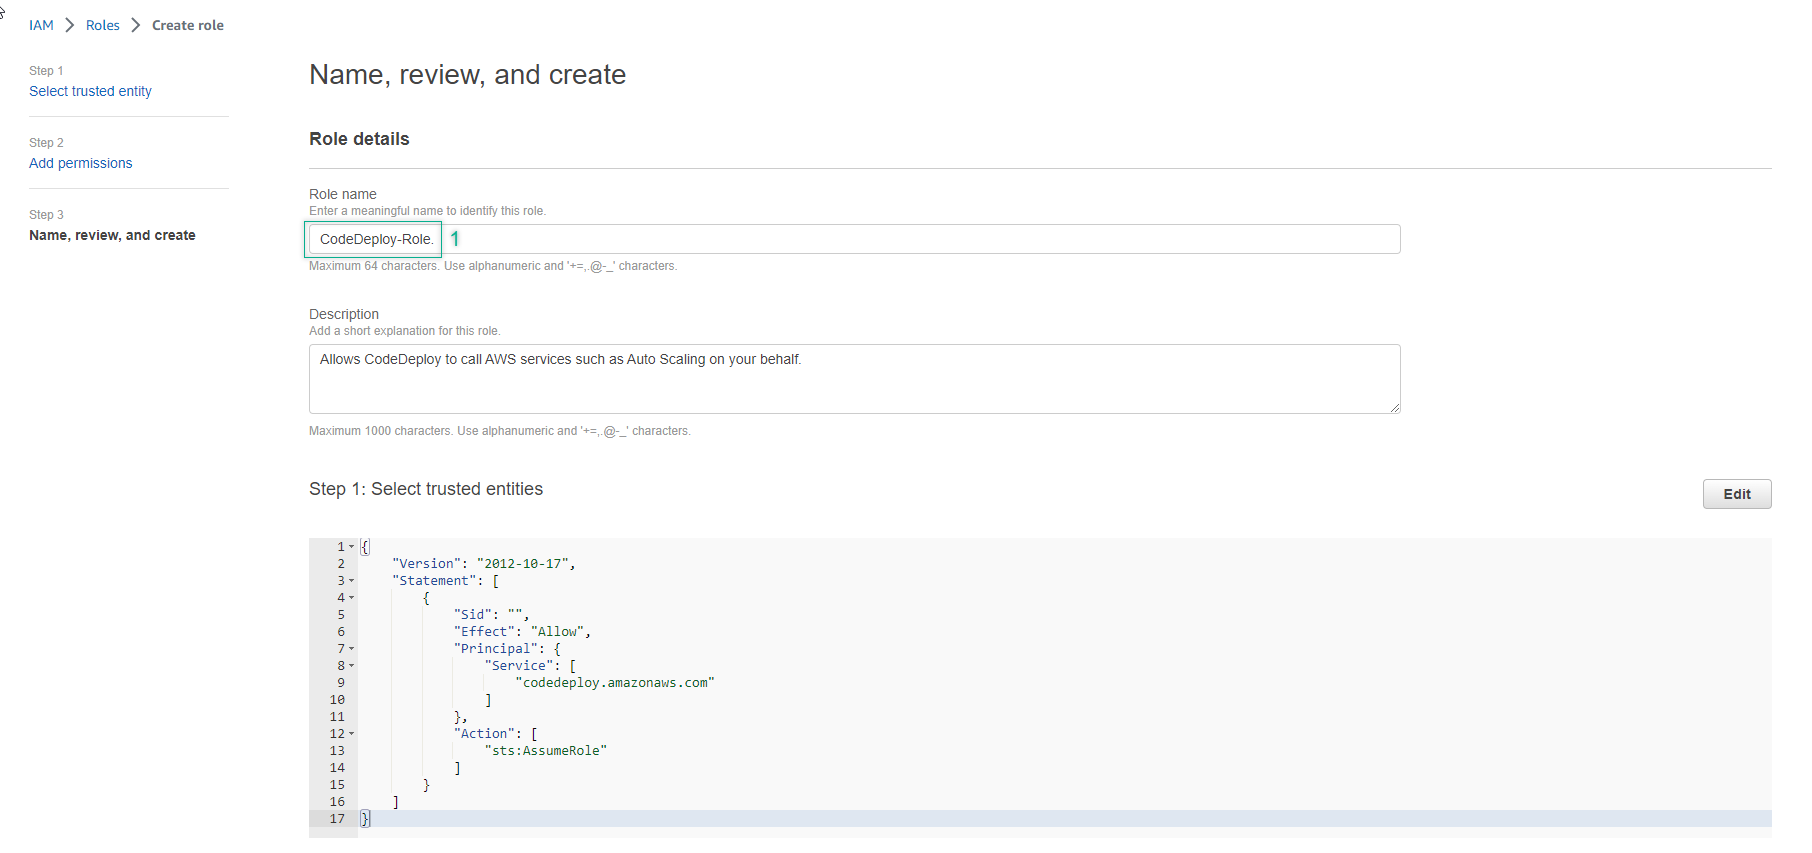 IAM > Roles > Create role
Step 1
Select trusted entity
Step 2
Add permissions
Step 3
Name, review, and create
Name, review, and create
Role details
Role name
Enter a meaningful name to identify this role.
CodeDeploy-Role. 1
Maximum 64 characters. Use alphanumeric and '+=,.@-_' characters.
Description
Add a short explanation for this role.
Allows CodeDeploy to call AWS services such as Auto Scaling on your behalf.
Maximum 1000 characters. Use alphanumeric and '+=,.@-_' characters.
Step 1: Select trusted entities
Edit
1 {
2     "Version": "2012-10-17",
3     "Statement": [
4         {
5             "Sid": "",
6             "Effect": "Allow",
7             "Principal": {
8                 "Service": [
9                     "codedeploy.amazonaws.com"
10                 ]
11             },
12             "Action": [
13                 "sts:AssumeRole"
14             ]
15         }
16     ]
17 }